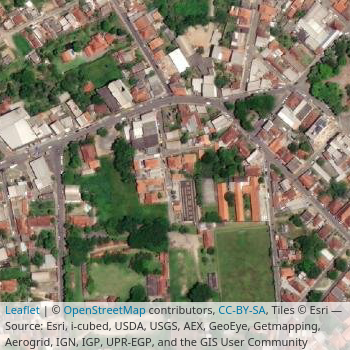 Leaflet | © OpenStreetMap contributors, CC-BY-SA, Tiles © Esri —
Source: Esri, i-cubed, USDA, USGS, AEX, GeoEye, Getmapping,
Aerogrid, IGN, IGP, UPR-EGP, and the GIS User Community